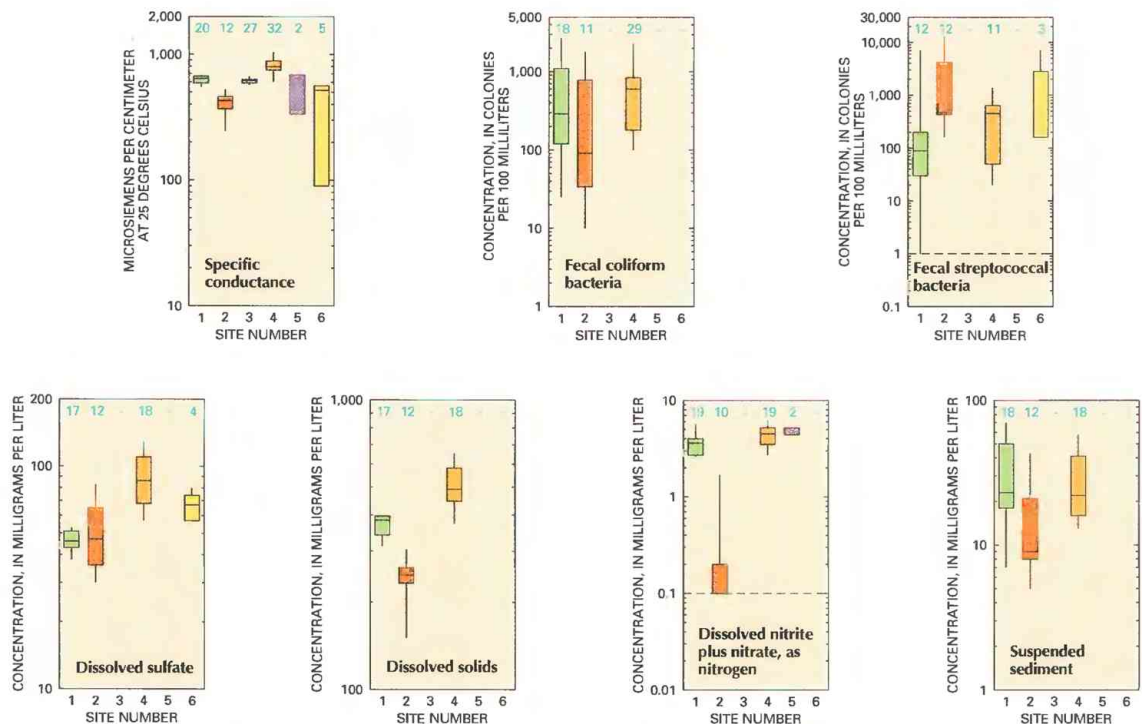 2,000
20 12 27 32 2 5
1,000
100
10
MICROSIEMENS PER CENTIMETER
AT 25 DEGREES CELSIUS
Specific
conductance
1 2 3 4 5 6
SITE NUMBER
5,000
18 11 - 29 - -
1,000
100
10
1
CONCENTRATION, IN COLONIES
PER 100 MILLILITERS
Fecal coliform
bacteria
1 2 3 4 5 6
SITE NUMBER
30,000
12 12 - 11 - 3
10,000
1,000
100
10
1
0.1
CONCENTRATION, IN COLONIES
PER 100 MILLILITERS
Fecal streptococcal
bacteria
1 2 3 4 5 6
SITE NUMBER
200
17 12 - 18 - 4
100
10
CONCENTRATION, IN MILLIGRAMS PER LITER
Dissolved sulfate
1 2 3 4 5 6
SITE NUMBER
1,000
17 12 - 18 - -
100
CONCENTRATION, IN MILLIGRAMS PER LITER
Dissolved solids
1 2 3 4 5 6
SITE NUMBER
10
19 10 - 19 2 -
1
0.1
0.01
CONCENTRATION, IN MILLIGRAMS PER LITER
Dissolved nitrite
plus nitrate, as
nitrogen
1 2 3 4 5 6
SITE NUMBER
100
18 12 - 18 -
10
1
CONCENTRATION, IN MILLIGRAMS PER LITER
Suspended
sediment
1 2 3 4 5 6
SITE NUMBER